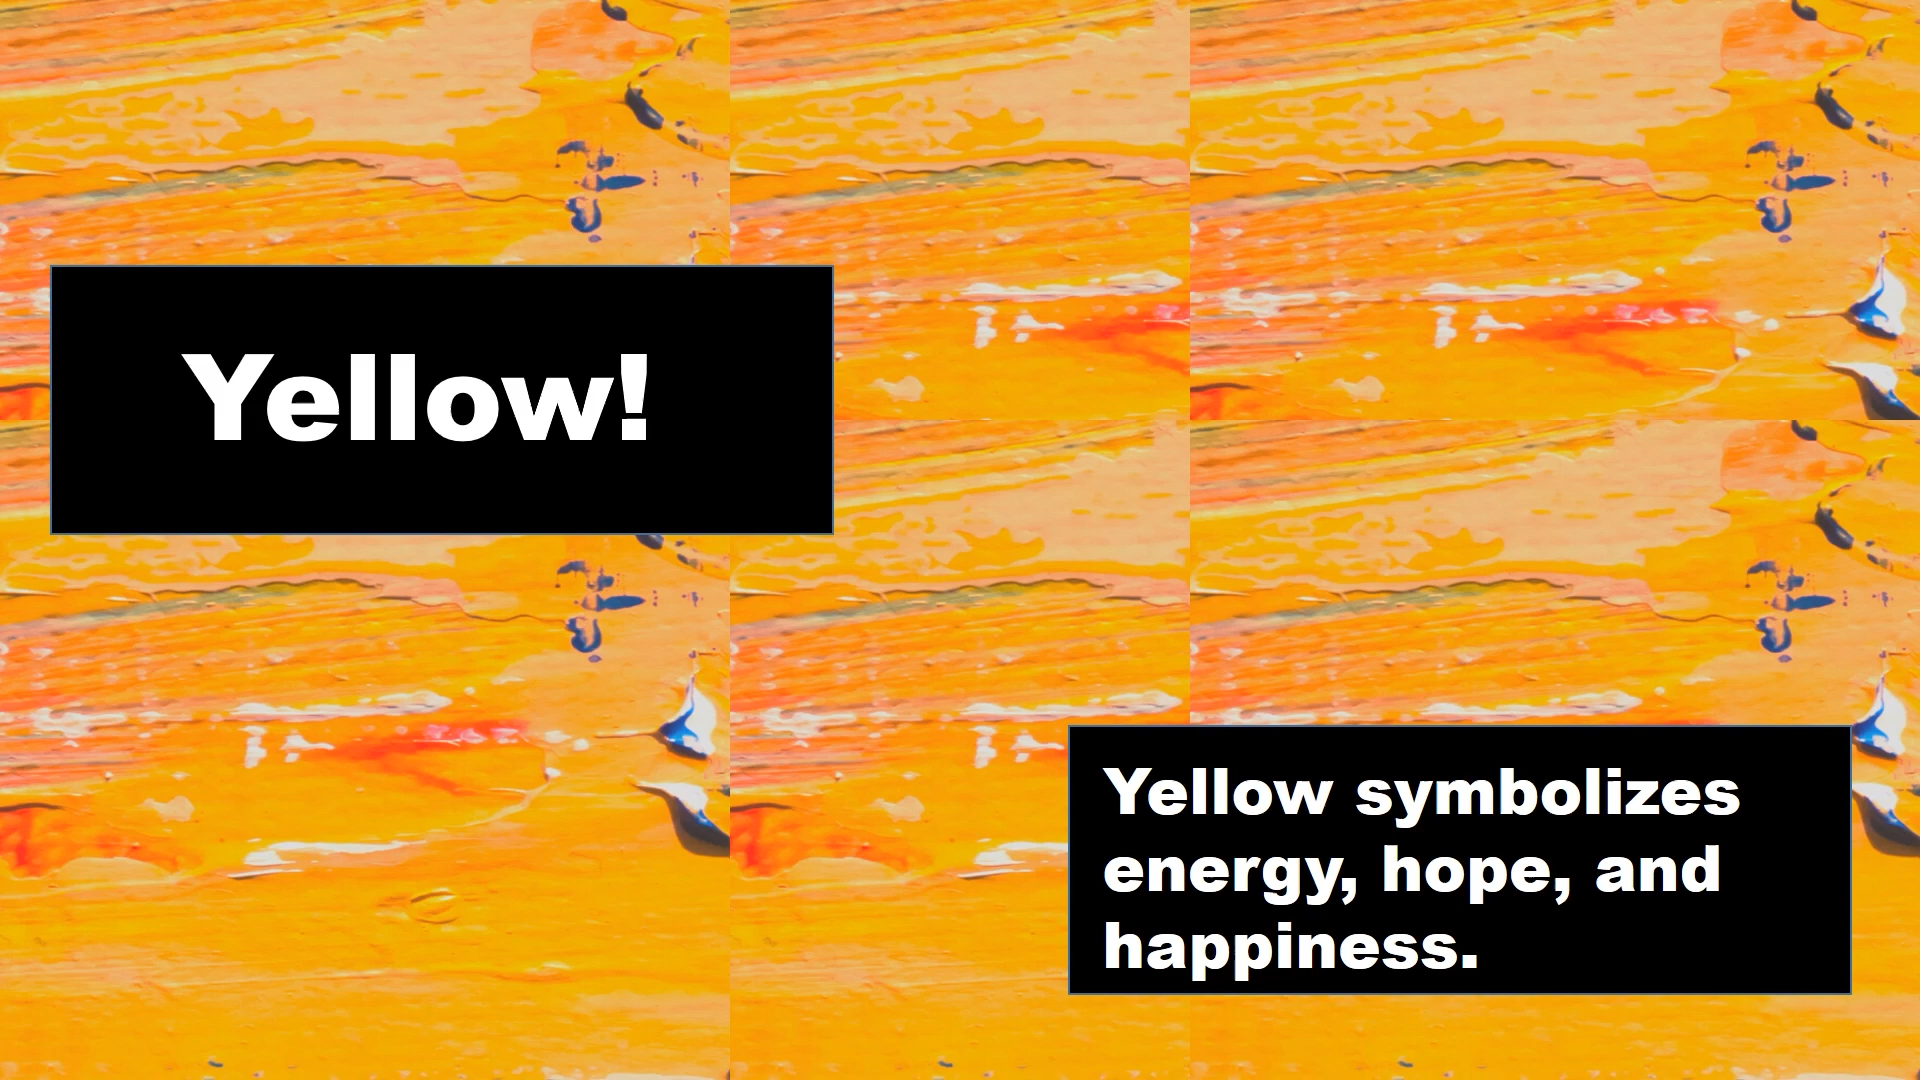 Yellow!
Yellow symbolizes
energy, hope, and
happiness.